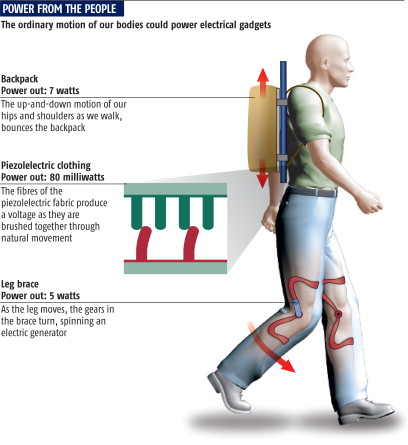 POWER FROM THE PEOPLE
The ordinary motion of our bodies could power electrical gadgets
Backpack
Power out: 7 watts
The up-and-down motion of our
hips and shoulders as we walk,
bounces the backpack
Piezolelectric clothing
Power out: 80 milliwatts
The fibres of the
piezolelectric fabric produce
a voltage as they are
brushed together through
natural movement
Leg brace
Power out: 5 watts
As the leg moves, the gears in
the brace turn, spinning an
electric generator